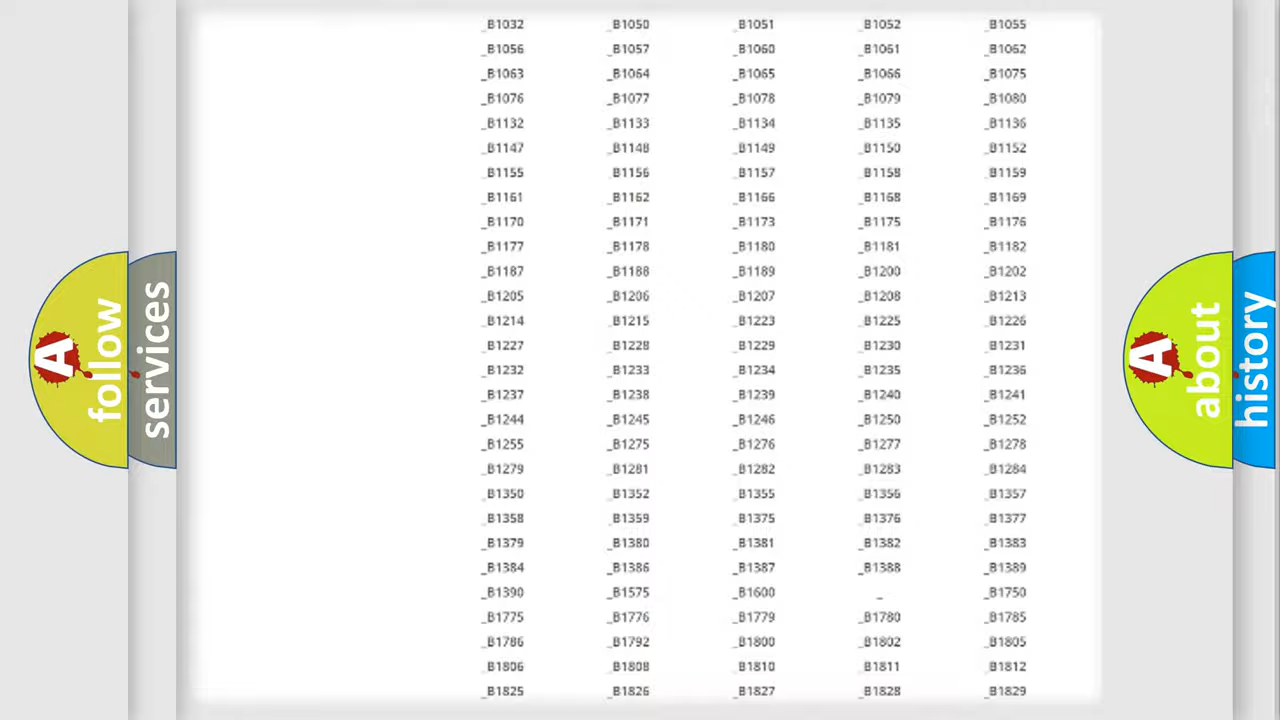 _B1032 _B1050 _B1051 _B1052 _B1055
_B1056 _B1057 _B1060 _B1061 _B1062
_B1063 _B1064 _B1065 _B1066 _B1075
_B1076 _B1077 _B1078 _B1079 _B1080
_B1132 _B1133 _B1134 _B1135 _B1136
_B1147 _B1148 _B1149 _B1150 _B1152
_B1155 _B1156 _B1157 _B1158 _B1159
_B1161 _B1162 _B1166 _B1168 _B1169
_B1170 _B1171 _B1173 _B1175 _B1176
_B1177 _B1178 _B1180 _B1181 _B1182
_B1187 _B1188 _B1189 _B1200 _B1202
_B1205 _B1206 _B1207 _B1208 _B1213
_B1214 _B1215 _B1223 _B1225 _B1226
_B1227 _B1228 _B1229 _B1230 _B1231
_B1232 _B1233 _B1234 _B1235 _B1236
_B1237 _B1238 _B1239 _B1240 _B1241
_B1244 _B1245 _B1246 _B1250 _B1252
_B1255 _B1275 _B1276 _B1277 _B1278
_B1279 _B1281 _B1282 _B1283 _B1284
_B1350 _B1352 _B1355 _B1356 _B1357
_B1358 _B1359 _B1375 _B1376 _B1377
_B1379 _B1380 _B1381 _B1382 _B1383
_B1384 _B1386 _B1387 _B1388 _B1389
_B1390 _B1575 _B1600 _ _B1750
_B1775 _B1776 _B1779 _B1780 _B1785
_B1786 _B1792 _B1800 _B1802 _B1805
_B1806 _B1808 _B1810 _B1811 _B1812
_B1825 _B1826 _B1827 _B1828 _B1829
A follow
services
A about
history